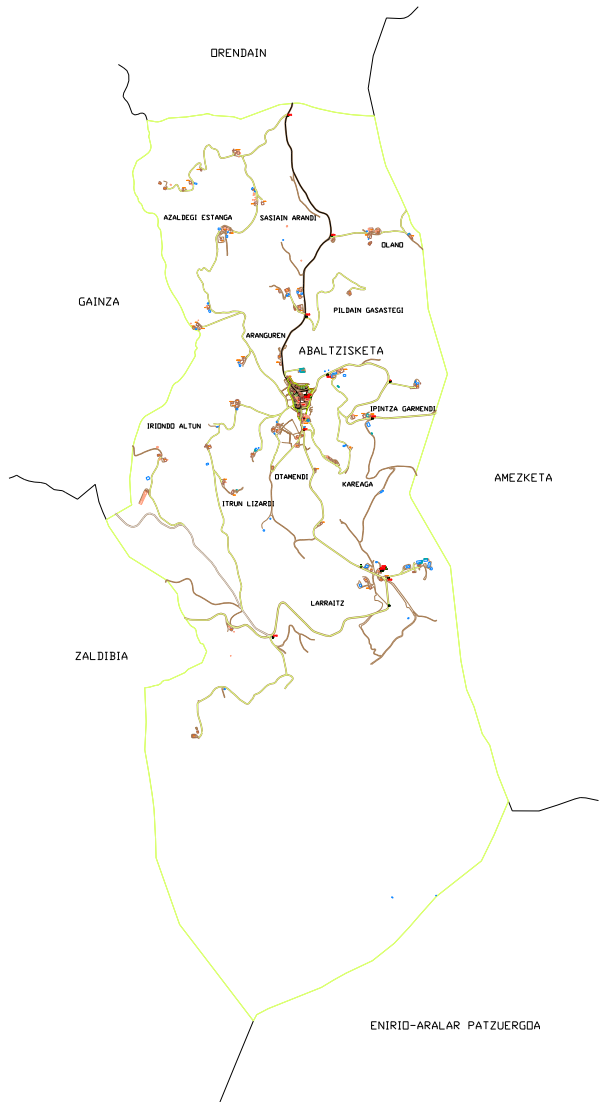 ORENDAIN
AZALDEGI ESTANGA
SASIAIN ARANDI
OLANO
GAINZA
PILDAIN GASASTEGI
ARANGUREN
ABALTZISKETA
IPINTZA GARMENDI
IRIONDO ALTUN
OTAMENDI
KAREAGA
AMEZKETA
ITRUN LIZARDI
LARRAITZ
ZALDIBIA
ENIRIO-ARALAR PATZUERGOA